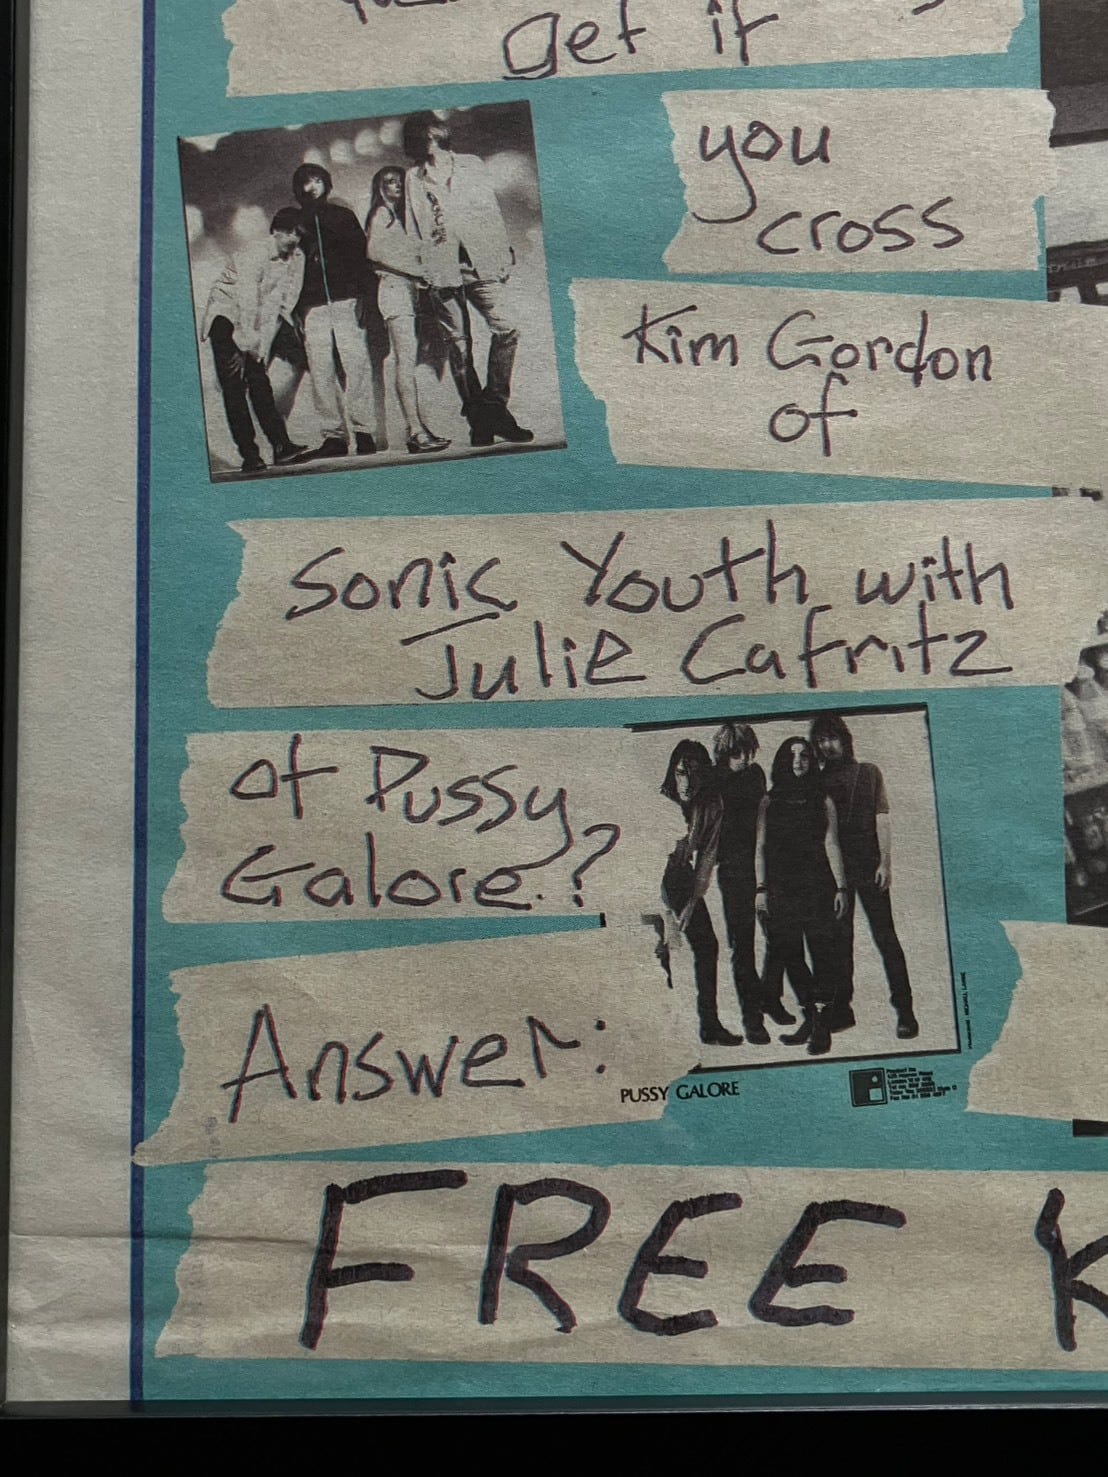 get it
you
cross
Kim Gordon
of
Sonic Youth with
Julie Cafritz
of Pussy
Galore.?
Answer:
PUSSY GALORE
FREE K